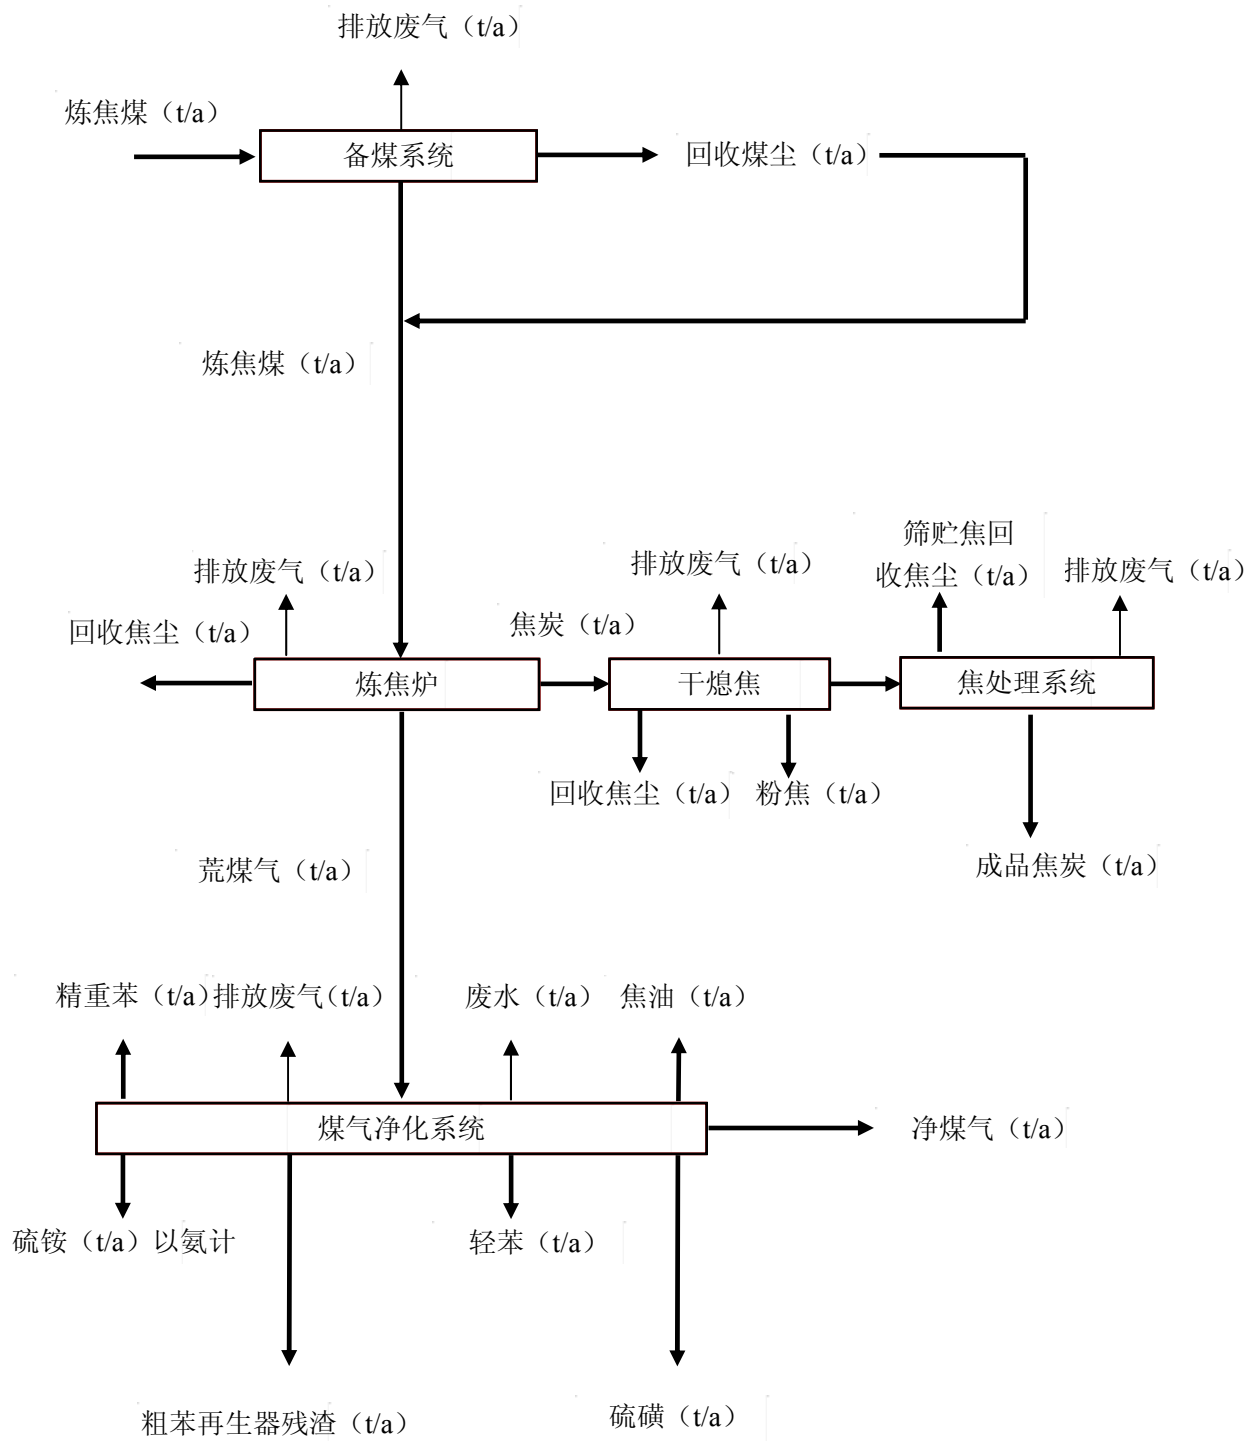 排放废气（t/a）
炼焦煤（t/a）
备煤系统
回收煤尘（t/a）
炼焦煤（t/a）
筛贮焦回
收焦尘（t/a）
排放废气（t/a）
排放废气（t/a）
排放废气（t/a）
回收焦尘（t/a）
焦炭（t/a）
炼焦炉
干熄焦
焦处理系统
回收焦尘（t/a）
粉焦（t/a）
成品焦炭（t/a）
荒煤气（t/a）
精重苯（t/a）
排放废气(t/a）
废水（t/a）
焦油（t/a）
煤气净化系统
净煤气（t/a）
硫铵（t/a）以氨计
轻苯（t/a）
粗苯再生器残渣（t/a）
硫磺（t/a）